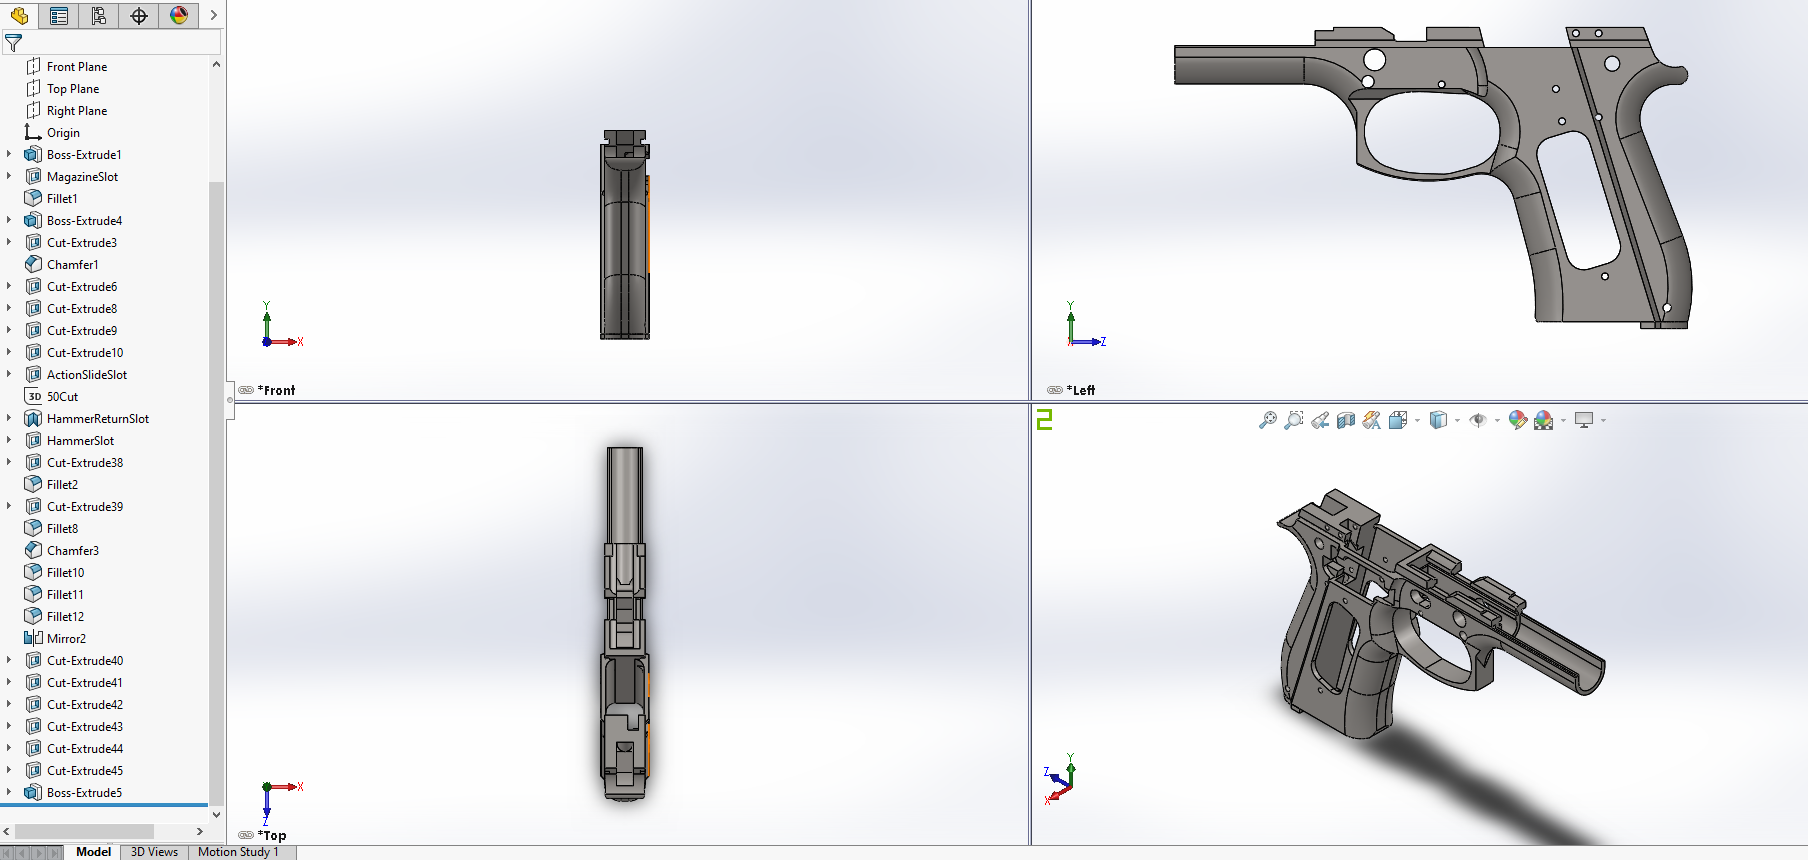 Front Plane
Top Plane
Right Plane
Origin
Boss-Extrude1
MagazineSlot
Fillet1
Boss-Extrude4
Cut-Extrude3
Chamfer1
Cut-Extrude6
Cut-Extrude8
Cut-Extrude9
Cut-Extrude10
ActionSlideSlot
3D 50Cut
HammerReturnSlot
HammerSlot
Cut-Extrude38
Fillet2
Cut-Extrude39
Fillet8
Chamfer3
Fillet10
Fillet11
Fillet12
Mirror2
Cut-Extrude40
Cut-Extrude41
Cut-Extrude42
Cut-Extrude43
Cut-Extrude44
Cut-Extrude45
Boss-Extrude5
Model 3D Views Motion Study 1
Y
X
*Front
Y
X Z
*Left
X
Z
*Top
2
Y
Z
X